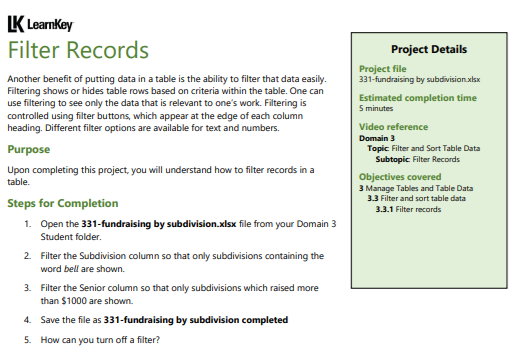 LK LearnKey
Filter Records
Another benefit of putting data in a table is the ability to filter that data easily.
Filtering shows or hides table rows based on criteria within the table. One can
use filtering to see only the data that is relevant to one's work. Filtering is
controlled using filter buttons, which appear at the edge of each column
heading. Different filter options are available for text and numbers.
Purpose
Upon completing this project, you will understand how to filter records in a
table.
Steps for Completion
1. Open the 331-fundraising by subdivision.xlsx file from your Domain 3
Student folder.
2. Filter the Subdivision column so that only subdivisions containing the
word bell are shown.
3. Filter the Senior column so that only subdivisions which raised more
than $1000 are shown.
4. Save the file as 331-fundraising by subdivision completed
5. How can you turn off a filter?
Project Details
Project file
331-fundraising by subdivision.xlsx
Estimated completion time
5 minutes
Video reference
Domain 3
Topic: Filter and Sort Table Data
Subtopic: Filter Records
Objectives covered
3 Manage Tables and Table Data
3.3 Filter and sort table data
3.3.1 Filter records